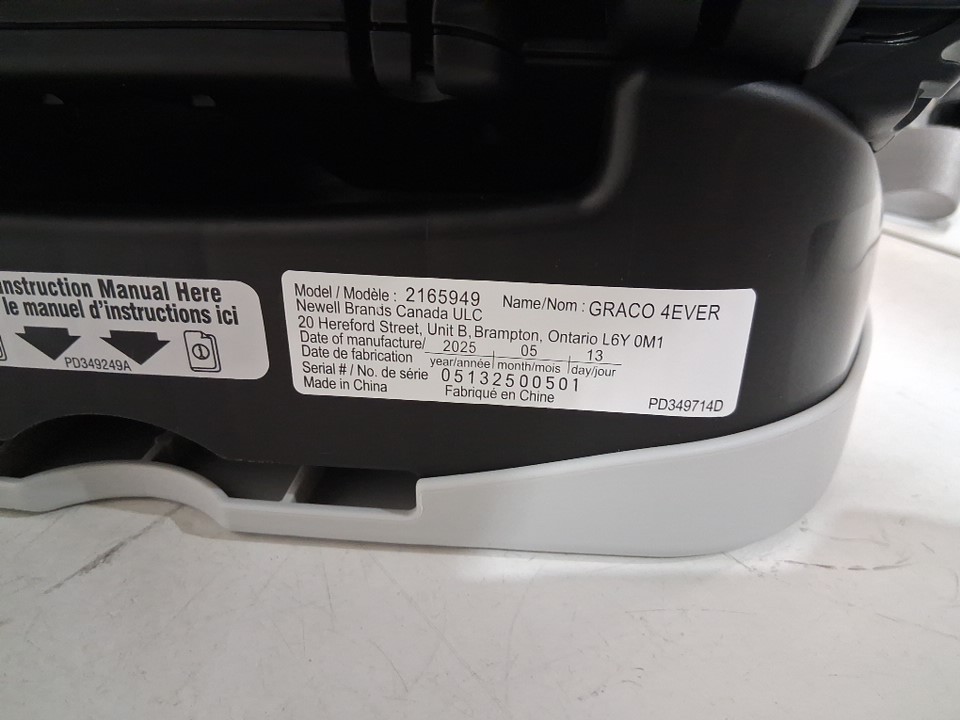 nstruction Manual Here
le manuel d'instructions ici
PD349249A
Model / Modèle : 2165949 Name/Nom : GRACO 4EVER
Newell Brands Canada ULC
20 Hereford Street, Unit B, Brampton, Ontario L6Y 0M1
Date of manufacture/ 2025 05 13
Date de fabrication year/année month/mois day/jour
Serial # / No. de série 05132500501
Made in China Fabriqué en Chine
PD349714D